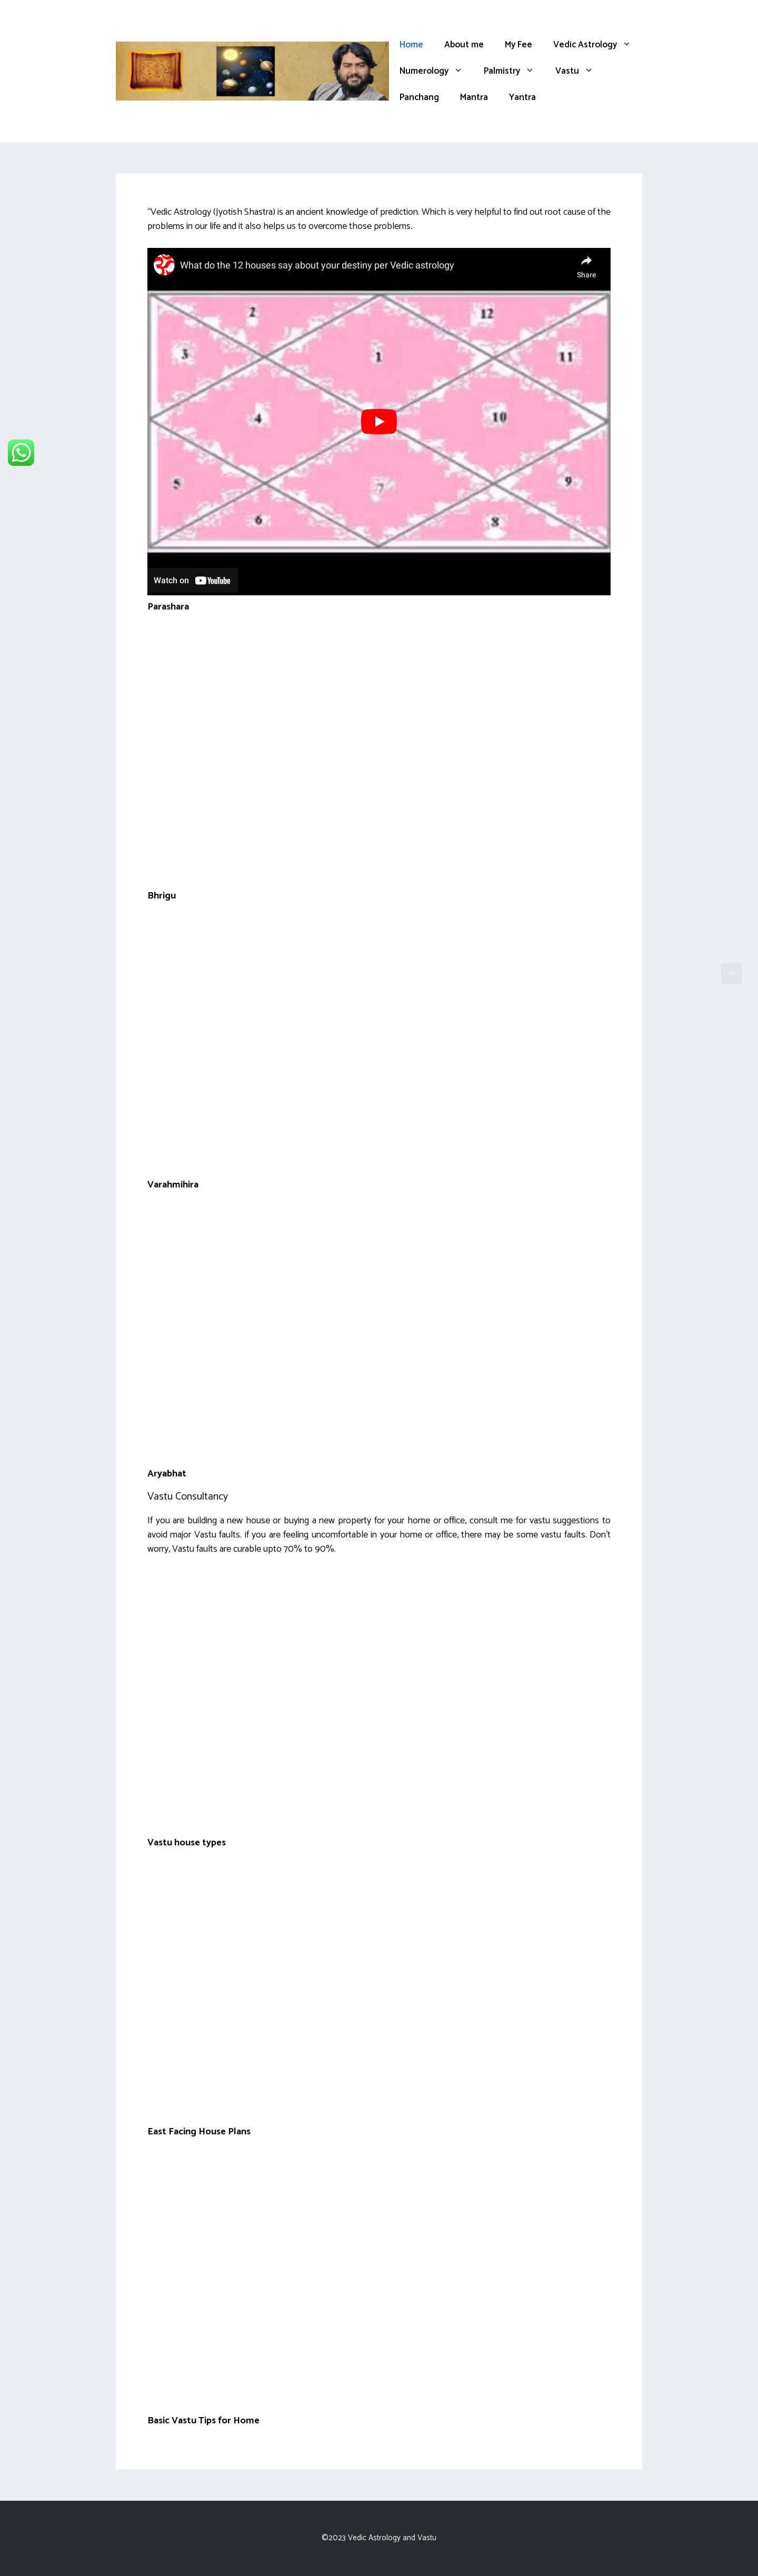 Home About me My Fee Vedic Astrology
Numerology Palmistry Vastu
Panchang Mantra Yantra
“Vedic Astrology (Jyotish Shastra) is an ancient knowledge of prediction. Which is very helpful to find out root cause of the
problems in our life and it also helps us to overcome those problems.
What do the 12 houses say about your destiny per Vedic astrology
Share
2 12
3 1 11
4 10
5 7 9
6 8
Watch on YouTube
Parashara
Bhrigu
Varahmihira
Aryabhat
Vastu Consultancy
If you are building a new house or buying a new property for your home or office, consult me for vastu suggestions to
avoid major Vastu faults. if you are feeling uncomfortable in your home or office, there may be some vastu faults. Don’t
worry, Vastu faults are curable upto 70% to 90%.
Vastu house types
East Facing House Plans
Basic Vastu Tips for Home
©2023 Vedic Astrology and Vastu